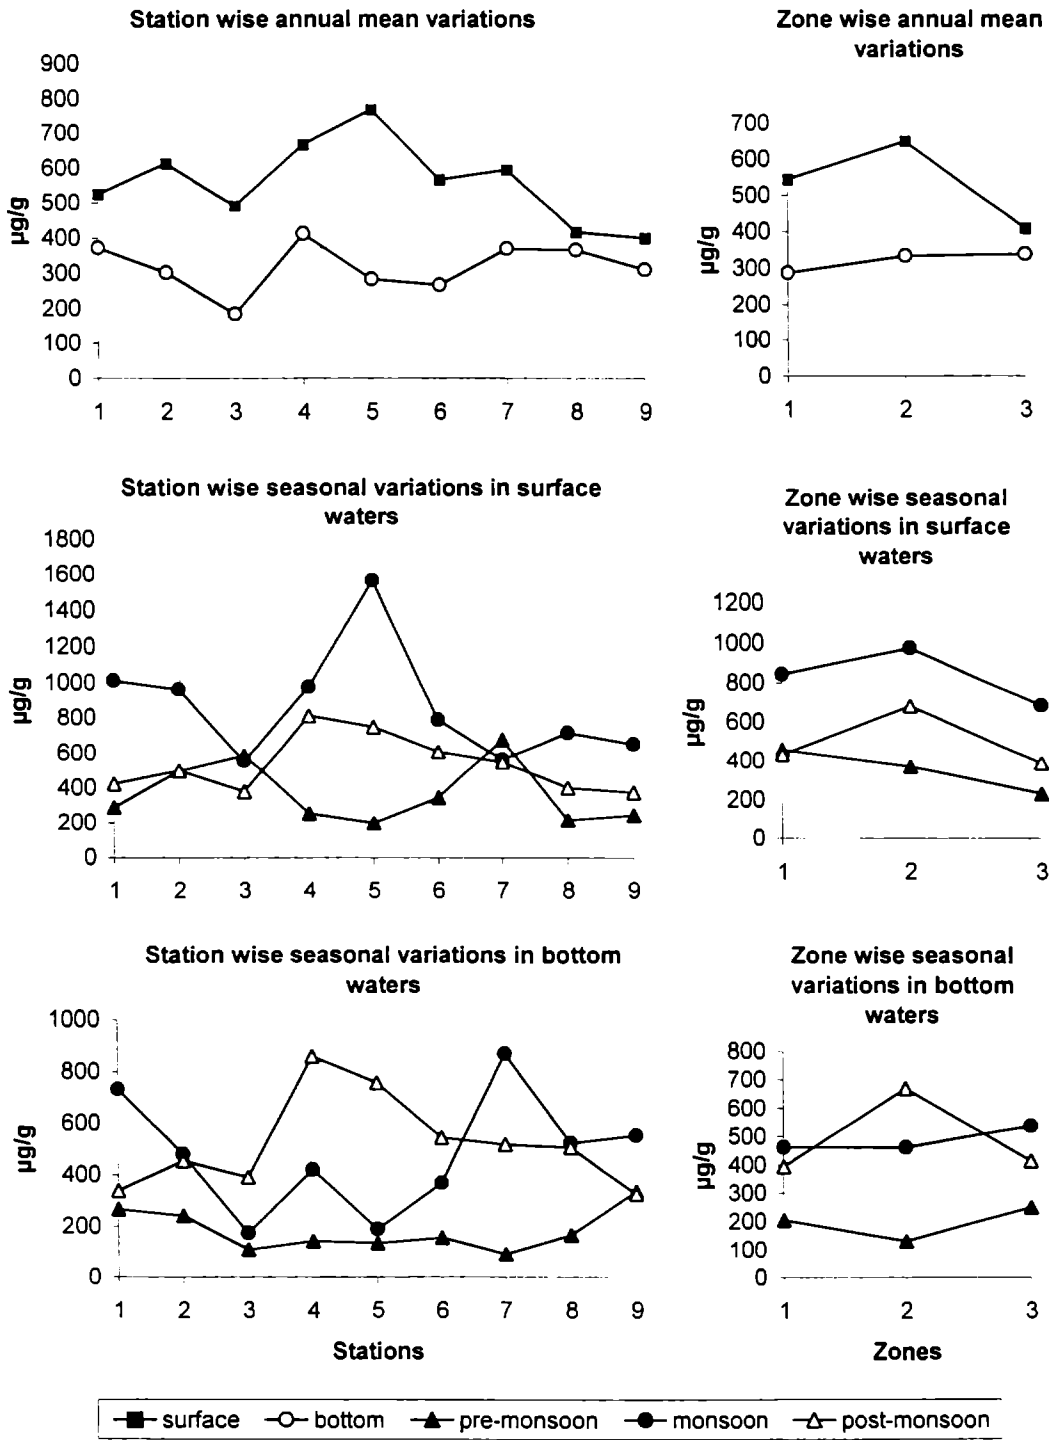 Station wise annual mean variations
900
800
700
600
500
400
300
200
100
0
µg/g
1 2 3 4 5 6 7 8 9
Zone wise annual mean
variations
700
600
500
400
300
200
100
0
µg/g
1 2 3
Station wise seasonal variations in surface
waters
1800
1600
1400
1200
1000
800
600
400
200
0
µg/g
1 2 3 4 5 6 7 8 9
Zone wise seasonal
variations in surface
waters
1200
1000
800
600
400
200
0
µg/g
1 2 3
Station wise seasonal variations in bottom
waters
1000
800
600
400
200
0
µg/g
1 2 3 4 5 6 7 8 9
Stations
Zone wise seasonal
variations in bottom
waters
800
700
600
500
400
300
200
100
0
µg/g
1 2 3
Zones
surface bottom pre-monsoon monsoon post-monsoon